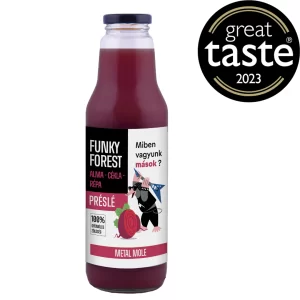 great
taste
2023
FUNKY
FOREST
ALMA - CÉKLA -
RÉPA
PRÉSLÉ
100%
Miben
vagyunk
mások ?
METAL MOLE